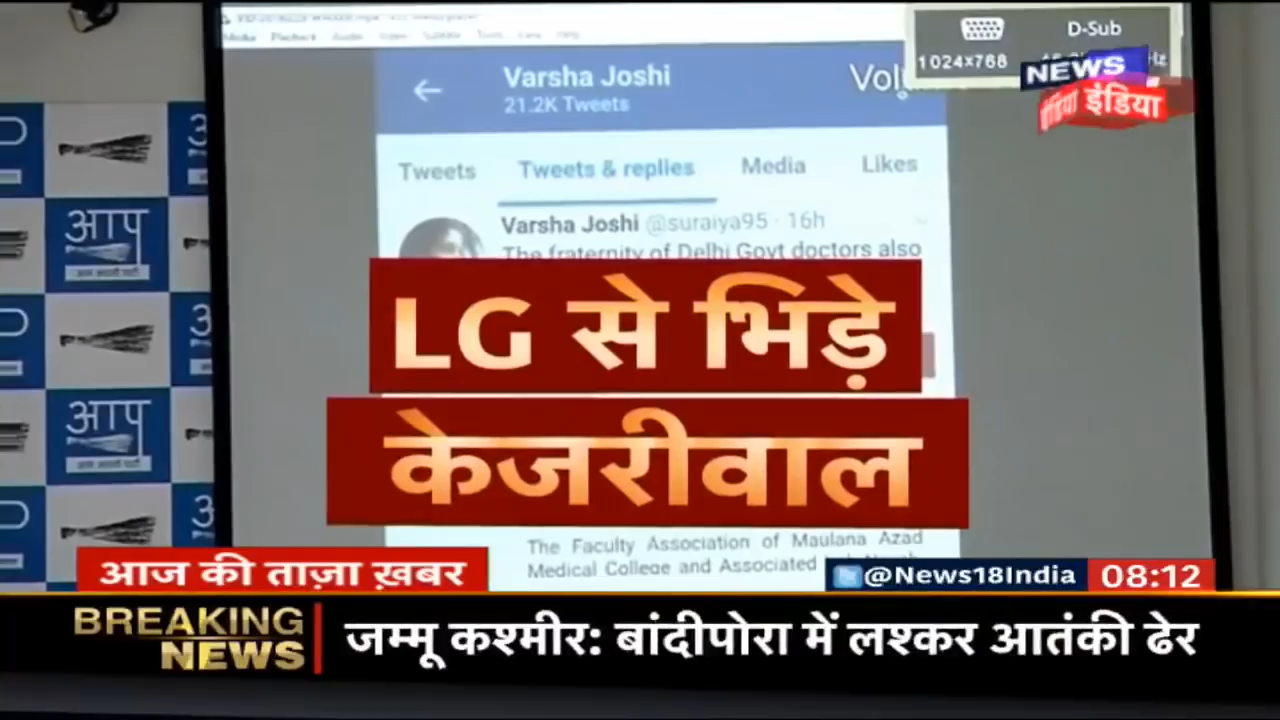 D-Sub
1024x768
NEWS
इंडिया
Varsha Joshi
21.2K Tweets
Tweets
Tweets & replies
Media
Likes
Varsha Joshi @suraiya95 · 16h
The fraternity of Delhi Govt doctors also
आप
आप
LG से भिड़े
केजरीवाल
The Faculty Association of Maulana Azad
Medical College and Associated
आज की ताज़ा ख़बर
@News18India
08:12
BREAKING
NEWS
जम्मू कश्मीर: बांदीपोरा में लश्कर आतंकी ढेर